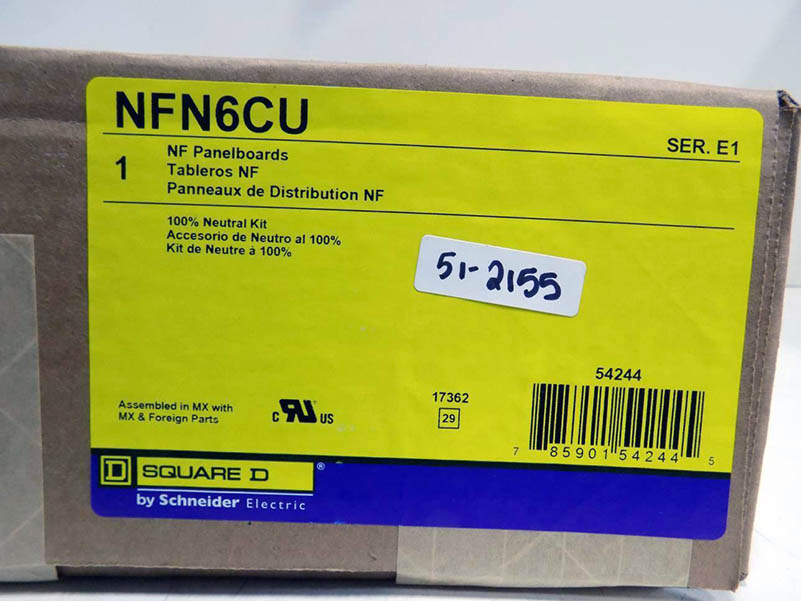 NFN6CU
SER. E1
1
NF Panelboards
Tableros NF
Panneaux de Distribution NF
100% Neutral Kit
Accesorio de Neutro al 100%
Kit de Neutre à 100%
51-2155
54244
17362
29
Assembled in MX with
MX & Foreign Parts
C RU US
7 85901 54244 5
D SQUARE D ®
by Schneider Electric